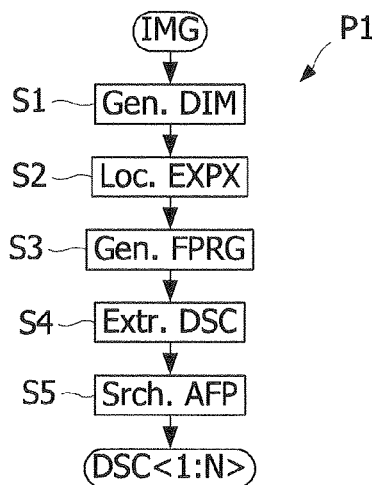 IMG
P1
S1 Gen. DIM
S2 Loc. EXPX
S3 Gen. FPRG
S4 Extr. DSC
S5 Srch. AFP
DSC<1:N>